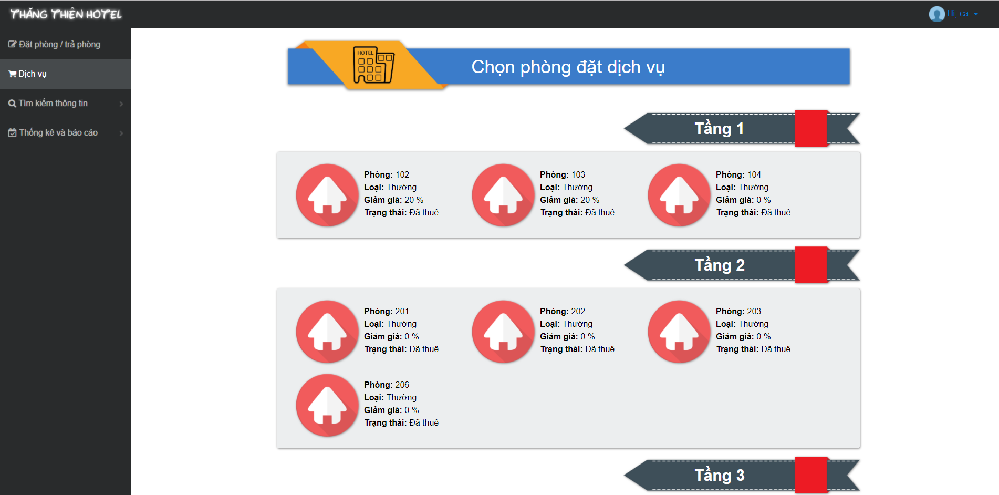 THĂNG THIÊN HOTEL
Hi, ca
Đặt phòng / trả phòng
Dịch vụ
Tìm kiếm thông tin
Thống kê và báo cáo
HOTEL
Chọn phòng đặt dịch vụ
Tầng 1
Phòng: 102
Loại: Thường
Giảm giá: 20 %
Trạng thái: Đã thuê
Phòng: 103
Loại: Thường
Giảm giá: 20 %
Trạng thái: Đã thuê
Phòng: 104
Loại: Thường
Giảm giá: 0 %
Trạng thái: Đã thuê
Tầng 2
Phòng: 201
Loại: Thường
Giảm giá: 0 %
Trạng thái: Đã thuê
Phòng: 202
Loại: Thường
Giảm giá: 0 %
Trạng thái: Đã thuê
Phòng: 203
Loại: Thường
Giảm giá: 0 %
Trạng thái: Đã thuê
Phòng: 206
Loại: Thường
Giảm giá: 0 %
Trạng thái: Đã thuê
Tầng 3